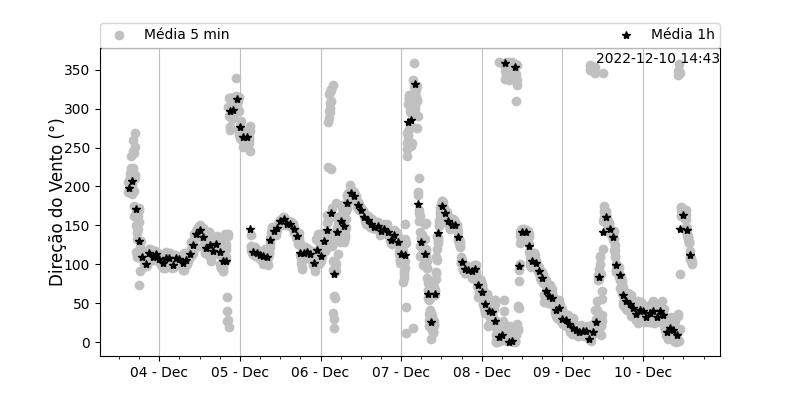 Média 5 min
Média 1h
2022-12-10 14:43
Direção do Vento (°)
350
300
250
200
150
100
50
0
04 - Dec
05 - Dec
06 - Dec
07 - Dec
08 - Dec
09 - Dec
10 - Dec